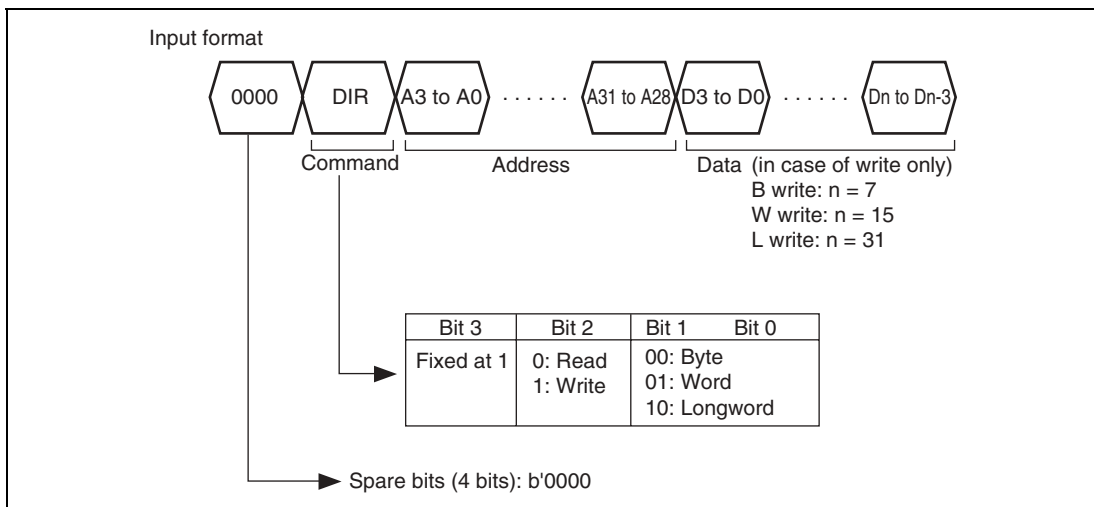 Input format
0000 DIR A3 to A0 ...... A31 to A28 D3 to D0 ...... Dn to Dn-3
Command Address Data (in case of write only)
B write: n = 7
W write: n = 15
L write: n = 31
Bit 3 Bit 2 Bit 1 Bit 0
Fixed at 1 0: Read 00: Byte
1: Write 01: Word
10: Longword
Spare bits (4 bits): b'0000